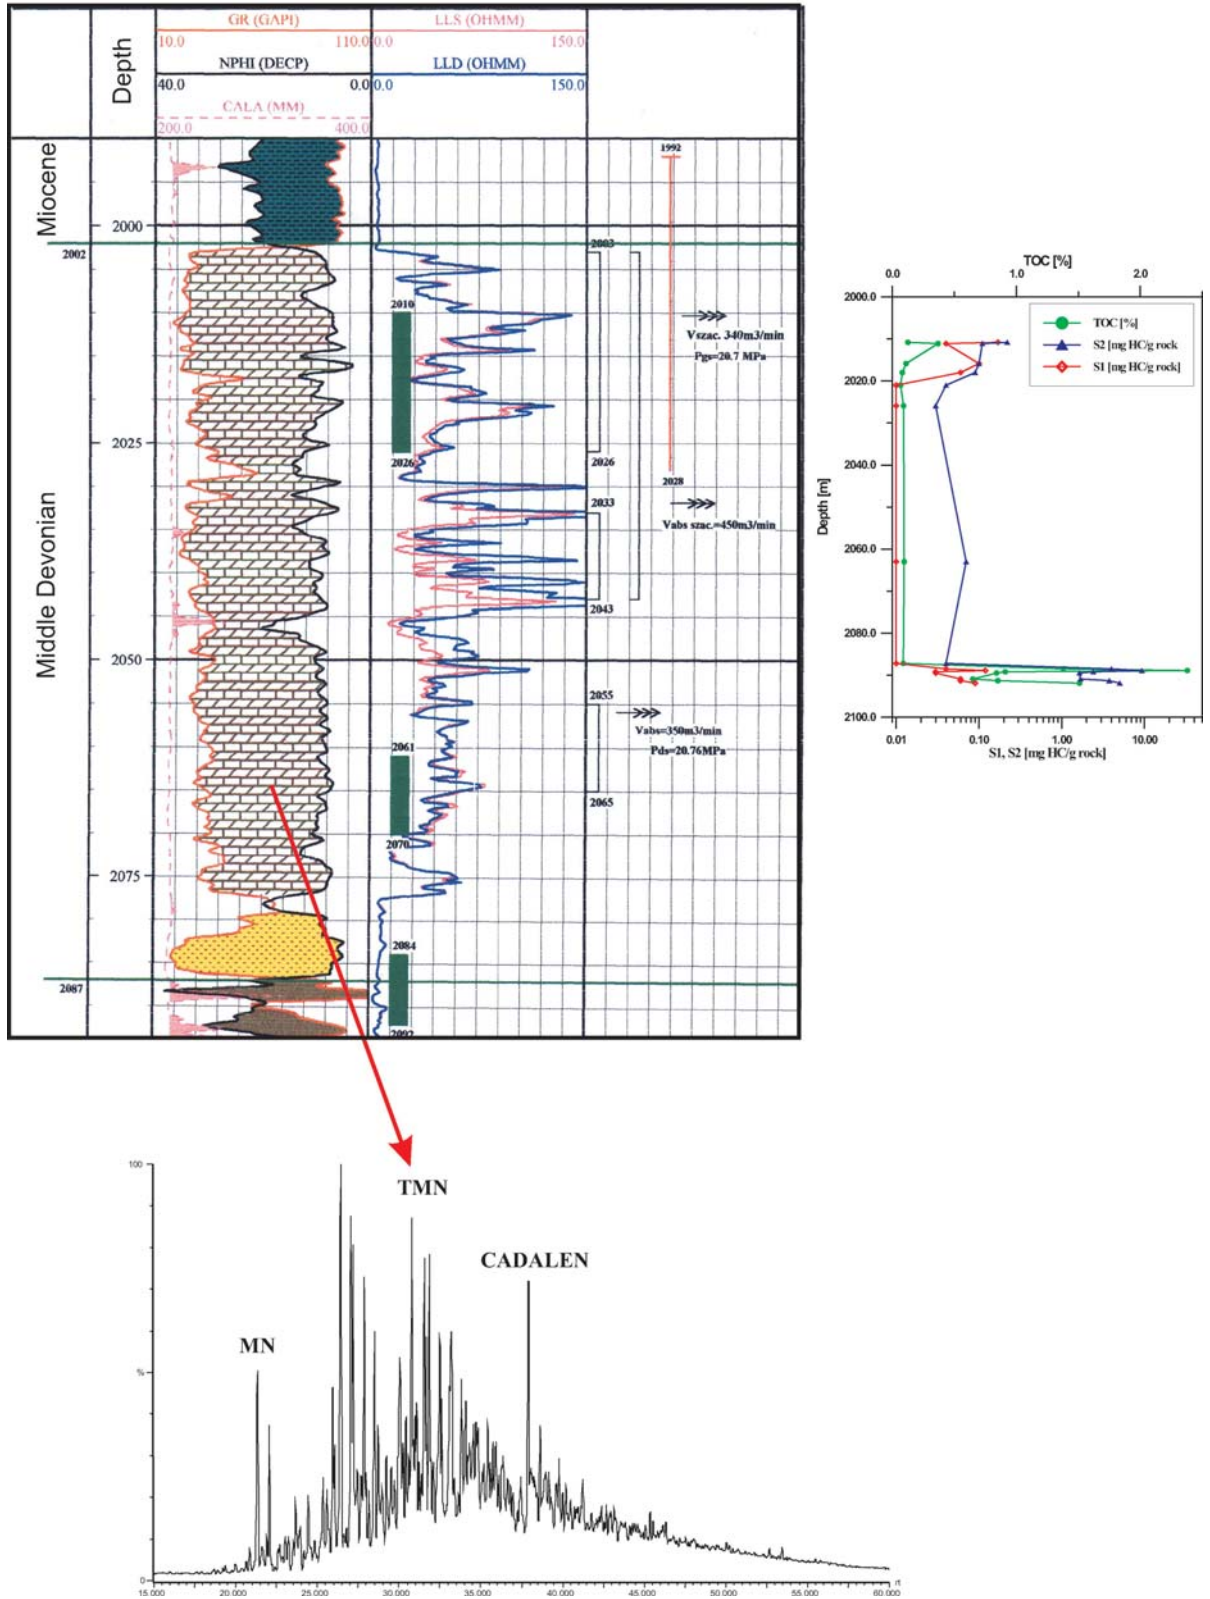 GR (GAPI)
10.0 110.0
NPHI (DECP)
40.0 0.0
CALA (MM)
200.0 400.0
LLS (OHMM)
0.0 150.0
LLD (OHMM)
0.0 150.0
Depth
Miocene
Middle Devonian
2000
2002
2003
1992
2010
Vszac. 340m3/min
Pgs=20.7 MPa
2025
2026
2026
2028
2033
Vabs szac.=450m3/min
2043
2050
2055
Vabs=350m3/min
Pds=20.76MPa
2061
2065
2070
2075
2084
2087
2092
TOC [%]
0.0 1.0 2.0
2000.0
2020.0
2040.0
2060.0
2080.0
2100.0
Depth [m]
TOC [%]
S2 [mg HC/g rock
S1 [mg HC/g rock]
0.01 0.10 1.00 10.00
S1, S2 [mg HC/g rock]
100
%
0
MN
TMN
CADALEN
15.000 20.000 25.000 30.000 35.000 40.000 45.000 50.000 55.000 60.000 rt